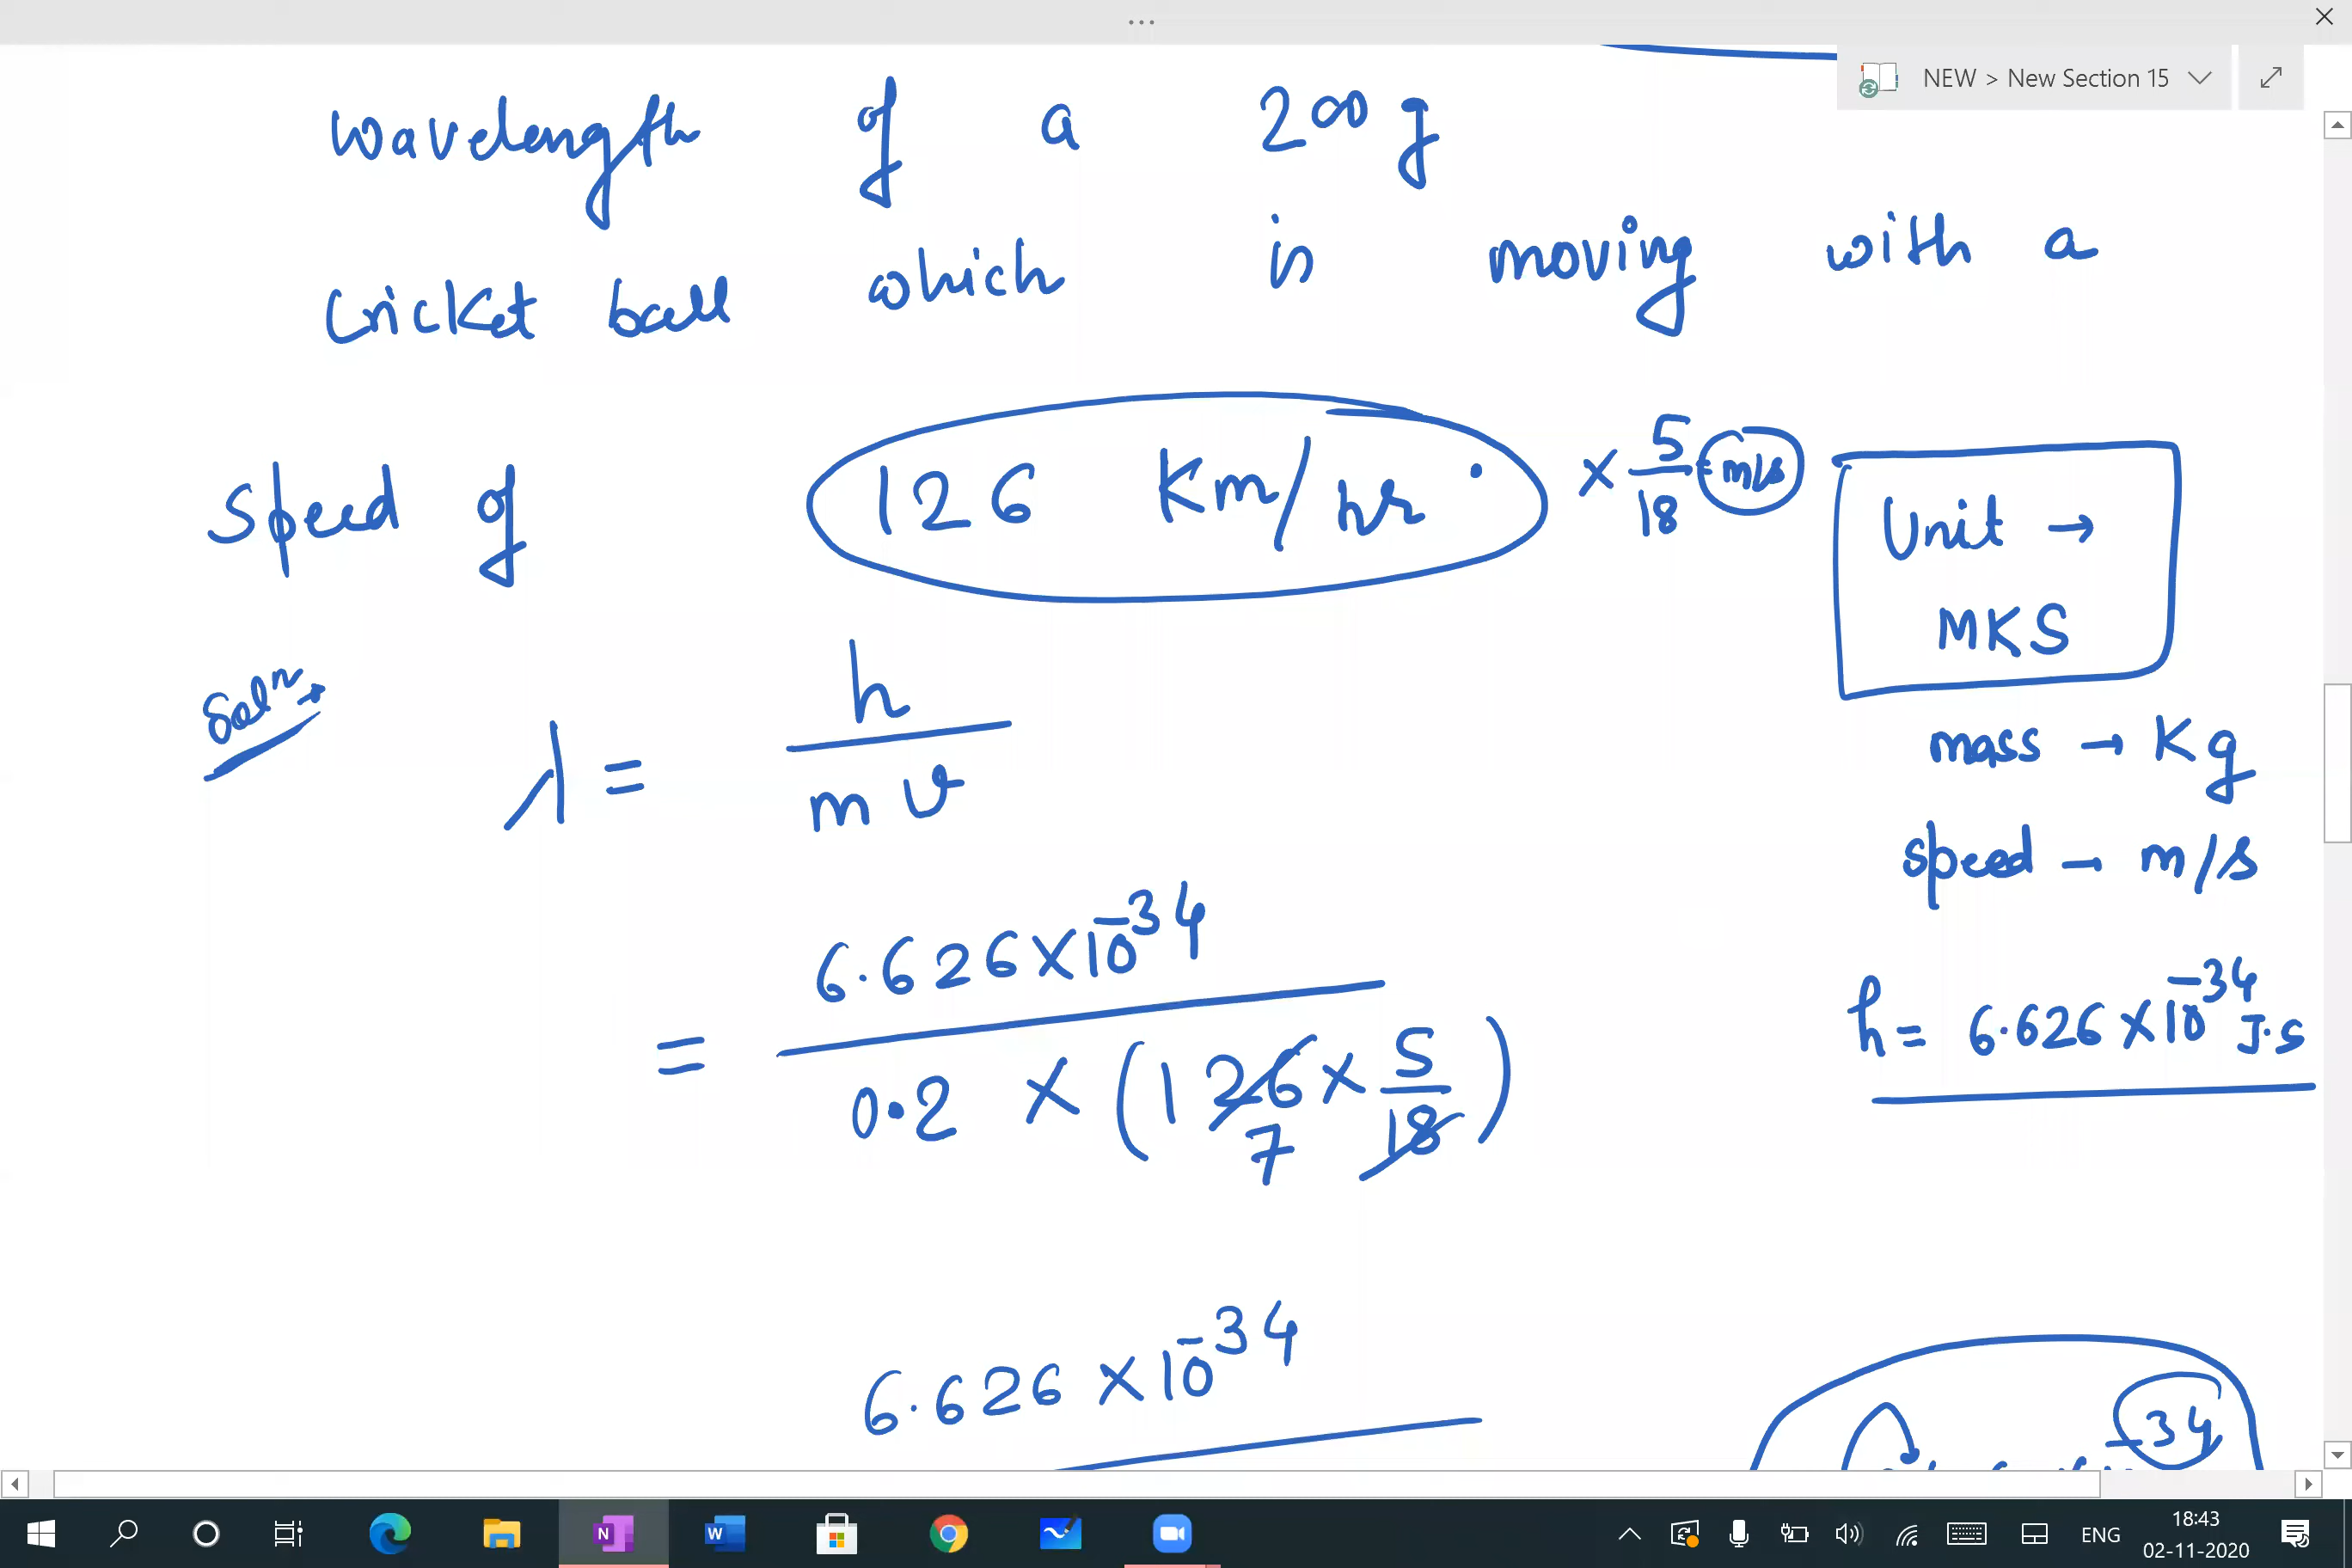 NEW > New Section 15
wavelength of a 200 g
Cricket ball which is moving with a
Speed of 126 Km/hr. × 5/18 = m/s
Unit →
MKS
Solⁿ
λ = h / m v
mass → Kg
speed → m/s
= 6.626 × 10⁻³⁴ / 0.2 × (126 × 5/18)
7
h = 6.626 × 10⁻³⁴ J.s
6.626 × 10⁻³⁴
-34
ENG
18:43
02-11-2020